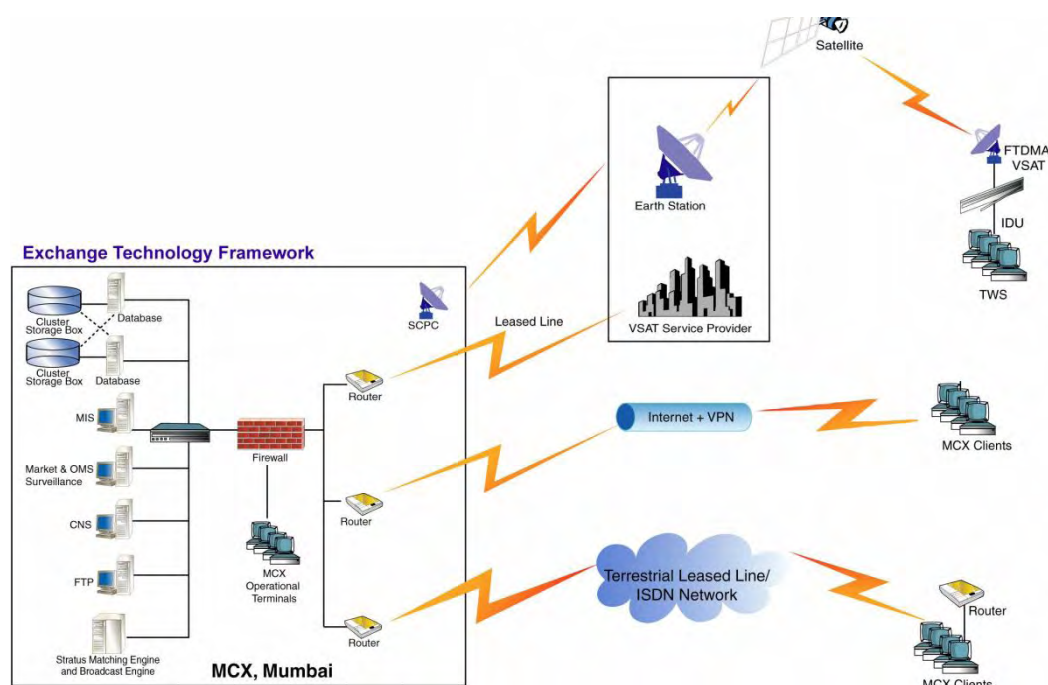 Satellite
FTDMA
VSAT
IDU
TWS
Earth Station
VSAT Service Provider
Exchange Technology Framework
SCPC
Leased Line
Cluster
Storage Box
Database
Cluster
Storage Box
Database
Router
MIS
Firewall
Internet + VPN
MCX Clients
Market & OMS
Surveillance
Router
CNS
MCX
Operational
Terminals
FTP
Terrestrial Leased Line/
ISDN Network
Router
Router
Stratus Matching Engine
and Broadcast Engine
MCX, Mumbai
MCX Clients